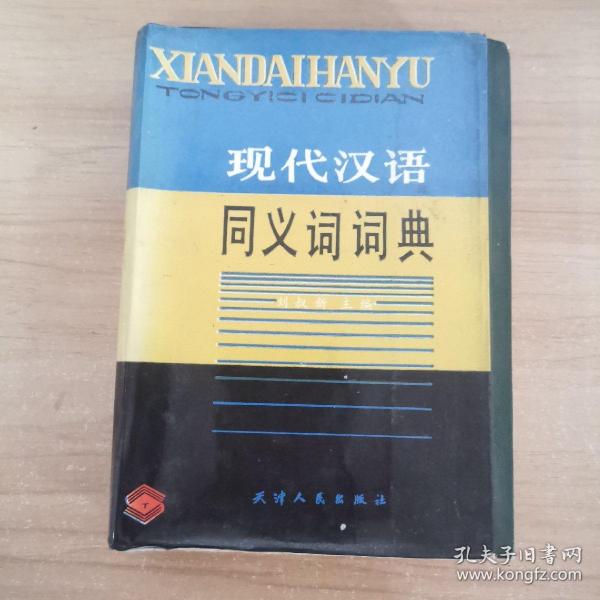 XIANDAIHANYU
TONGYICI CIDIAN
现代汉语
同义词词典
刘叔新 主编
天津人民出版社
T
孔夫子旧书网
www.kongfz.com